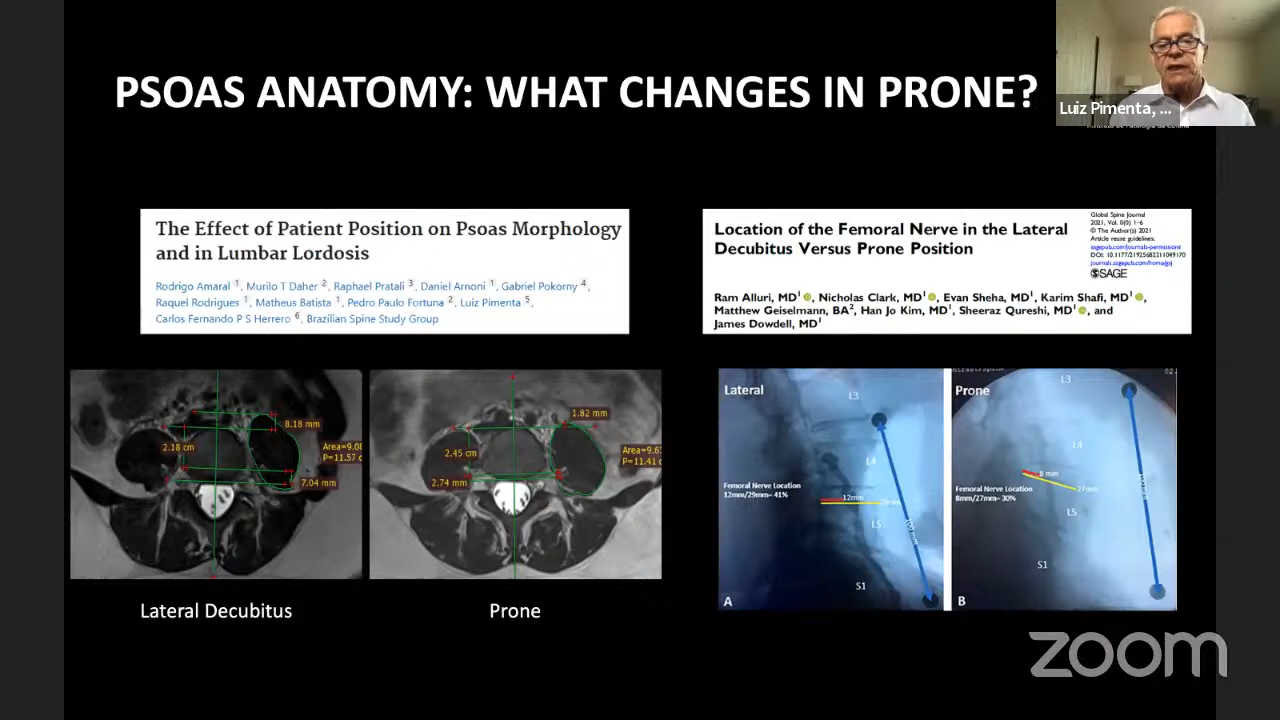 PSOAS ANATOMY: WHAT CHANGES IN PRONE?
Luiz Pimenta, ...
The Effect of Patient Position on Psoas Morphology
and in Lumbar Lordosis
Rodrigo Amaral 1, Murilo T Daher 2, Raphael Pratali 3, Daniel Arnoni 1, Gabriel Pokorny 4,
Raquel Rodrigues 1, Matheus Batista 1, Pedro Paulo Fortuna 2, Luiz Pimenta 5,
Carlos Fernando P S Herrero 6, Brazilian Spine Study Group
Location of the Femoral Nerve in the Lateral
Decubitus Versus Prone Position
Global Spine Journal
2021, Vol. 0(0) 1–6
© The Author(s) 2021
Article reuse guidelines:
sagepub.com/journals-permissions
DOI: 10.1177/21925682211049170
journals.sagepub.com/home/gsj
SAGE
Ram Alluri, MD1, Nicholas Clark, MD1, Evan Sheha, MD1, Karim Shafi, MD1,
Matthew Geiselmann, BA2, Han Jo Kim, MD1, Sheeraz Qureshi, MD1, and
James Dowdell, MD1
8.18 mm
2.18 cm
Area=9.08
P=11.57 c
7.04 mm
Lateral Decubitus
1.82 mm
2.45 cm
P=11.41 c
2.74 mm
Prone
Lateral
L3
L4
Femoral Nerve Location
12mm/29mm- 41%
12mm
L5
S1
A
Prone
L3
L4
8 mm
27mm
Femoral Nerve Location
8mm/27mm- 30%
L5
S1
B
zoom